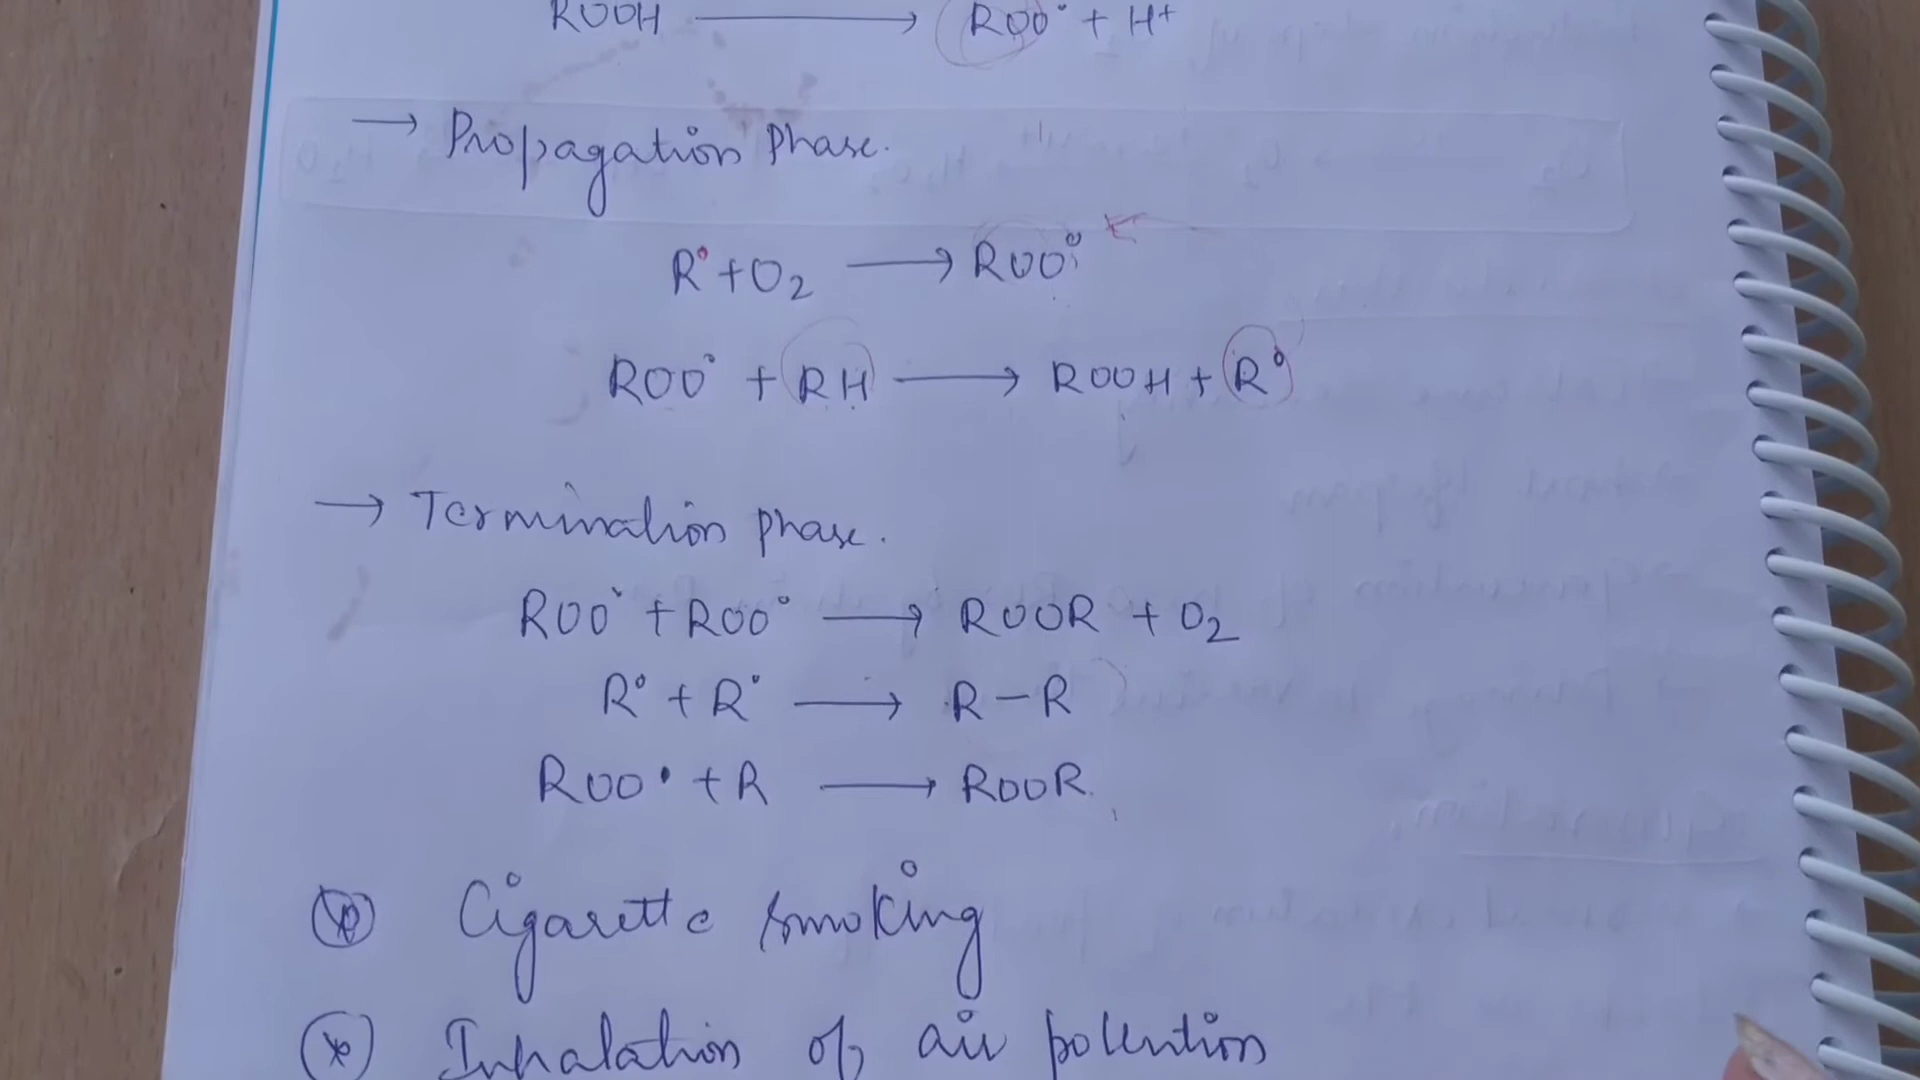 ROOH ⟶ ROO° + H+
→ Propagation Phase.
R° + O₂ ⟶ ROO°
ROO° + RH ⟶ ROOH + R°
→ Termination phase.
ROO° + ROO° ⟶ ROOR + O₂
R° + R° ⟶ R–R
ROO• + R ⟶ ROOR.
Cigarette smoking
Inhalation of air pollution